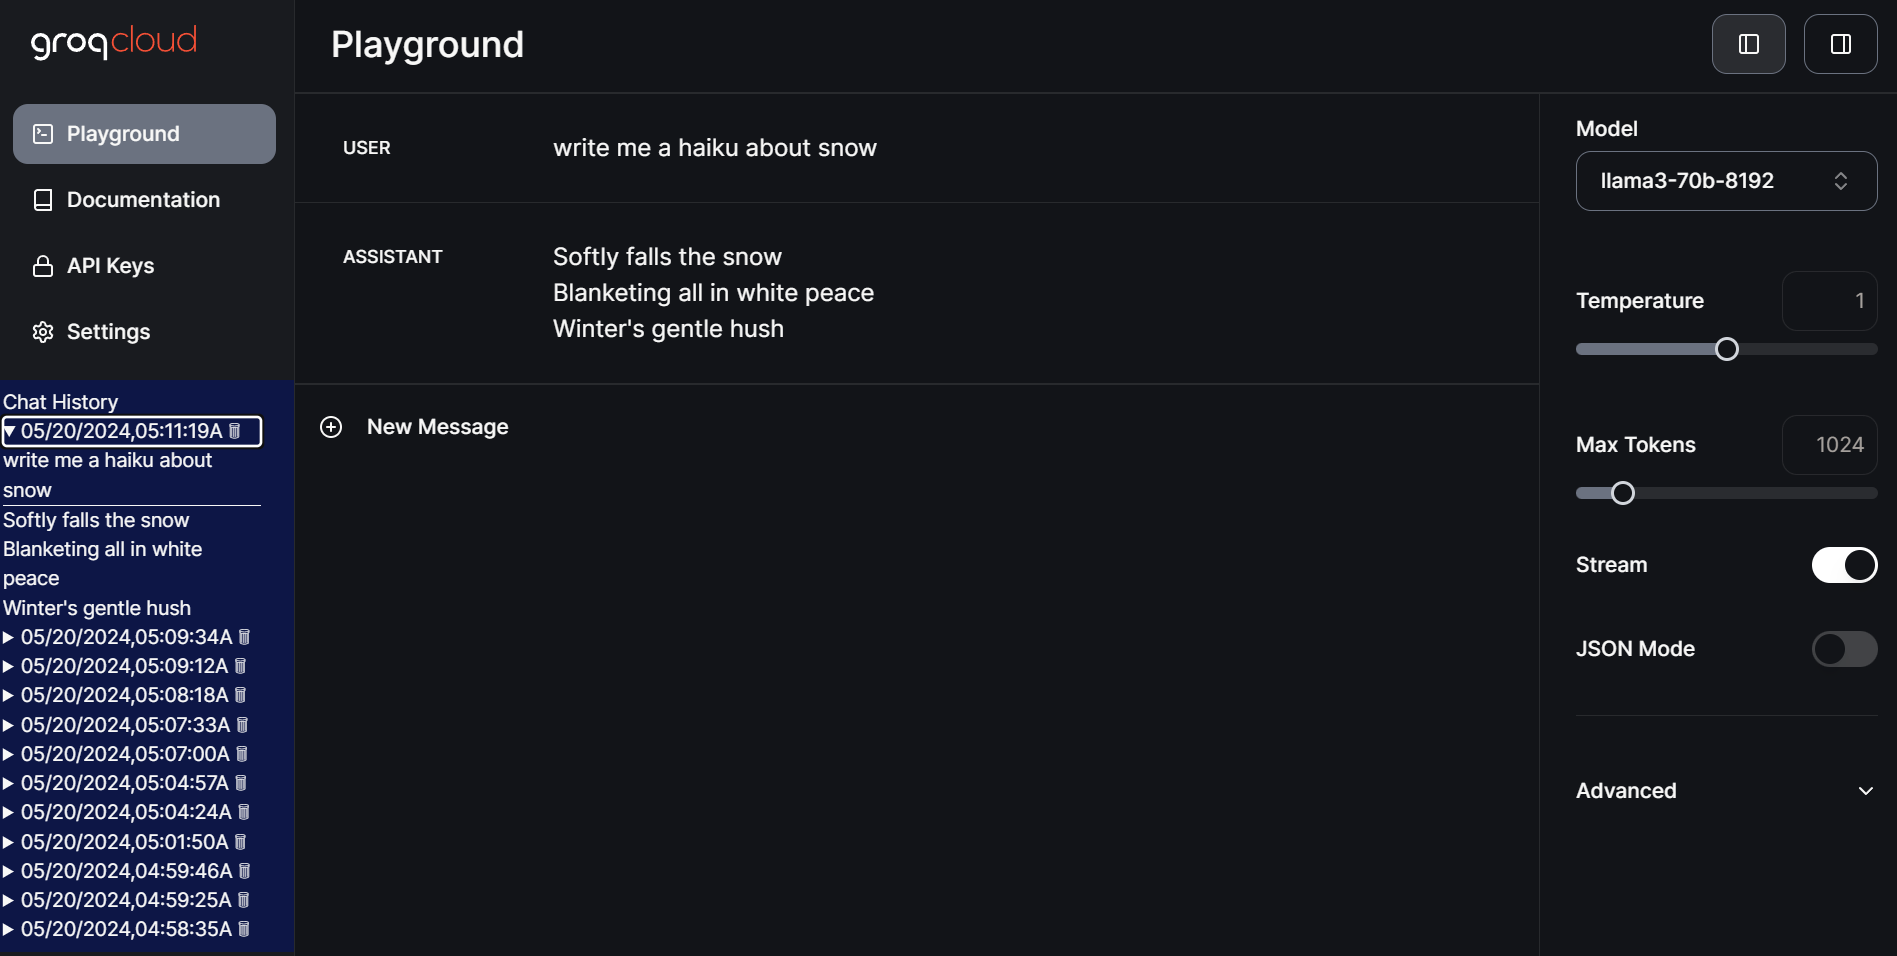 groqcloud
Playground
Documentation
API Keys
Settings
Chat History
05/20/2024,05:11:19A
write me a haiku about
snow
Softly falls the snow
Blanketing all in white
peace
Winter's gentle hush
05/20/2024,05:09:34A
05/20/2024,05:09:12A
05/20/2024,05:08:18A
05/20/2024,05:07:33A
05/20/2024,05:07:00A
05/20/2024,05:04:57A
05/20/2024,05:04:24A
05/20/2024,05:01:50A
05/20/2024,04:59:46A
05/20/2024,04:59:25A
05/20/2024,04:58:35A
Playground
USER
write me a haiku about snow
ASSISTANT
Softly falls the snow
Blanketing all in white peace
Winter's gentle hush
New Message
Model
llama3-70b-8192
Temperature
1
Max Tokens
1024
Stream
JSON Mode
Advanced